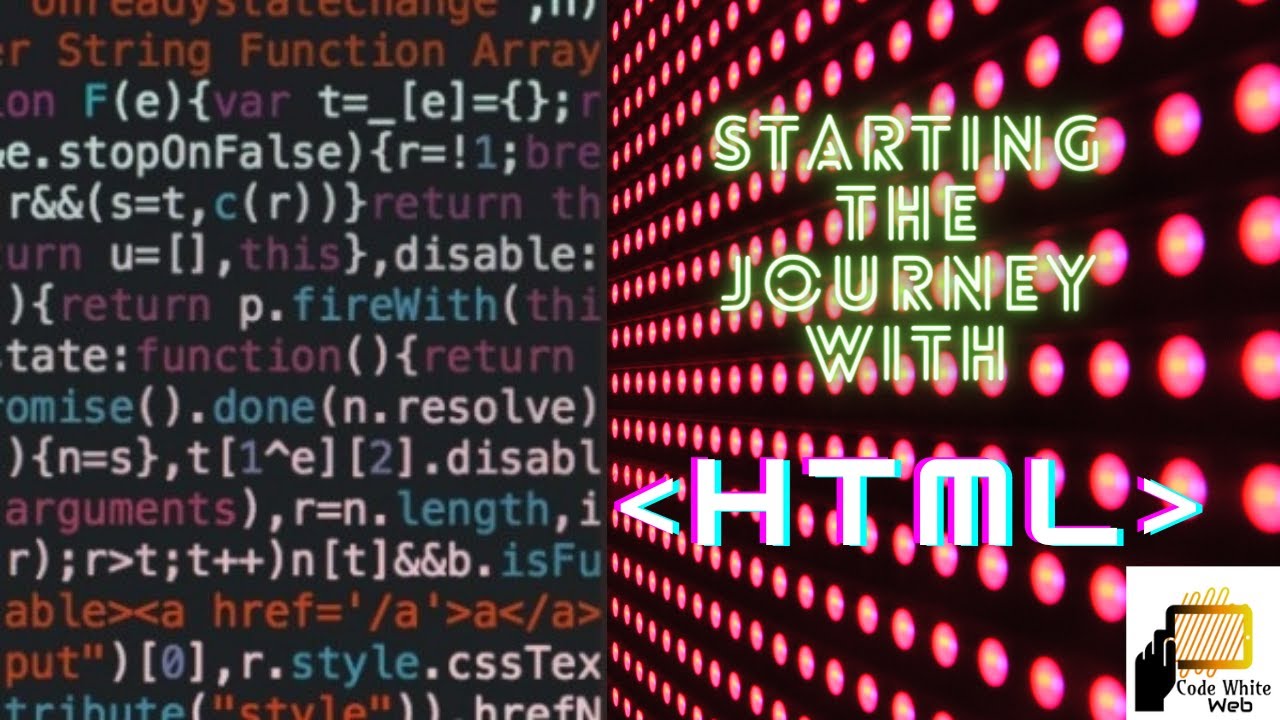 onreadystatechange ,n)
er String Function Array
ion F(e){var t=_[e]={};r
&e.stopOnFalse){r=!1;bre
r&&(s=t,c(r))}return th
turn u=[],this},disable:
){return p.fireWith(thi
tate:function(){return
romise().done(n.resolve)
){n=s},t[1^e][2].disabl
arguments),r=n.length,i
r);r>t;t++)n[t]&&b.isFu
able><a href='/a'>a</a>
put")[0],r.style.cssTex
tribute("style")),hrefN
STARTING
THE
JOURNEY
WITH
<HTML>
Code White
Web